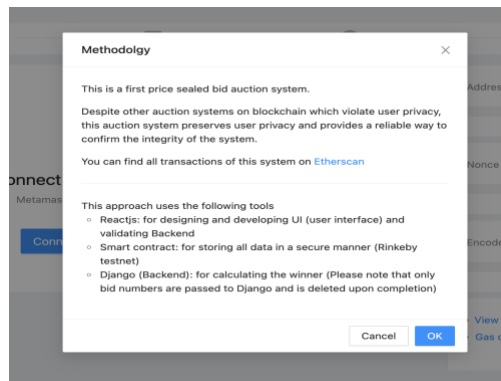 Methodolgy
This is a first price sealed bid auction system.
Despite other auction systems on blockchain which violate user privacy,
this auction system preserves user privacy and provides a reliable way to
confirm the integrity of the system.
You can find all transactions of this system on Etherscan
This approach uses the following tools
Reactjs: for designing and developing UI (user interface) and
validating Backend
Smart contract: for storing all data in a secure manner (Rinkeby
testnet)
Django (Backend): for calculating the winner (Please note that only
bid numbers are passed to Django and is deleted upon completion)
Cancel
OK
onnect
Metamas
Conn
Addres
Nonce
Encode
View
Gas